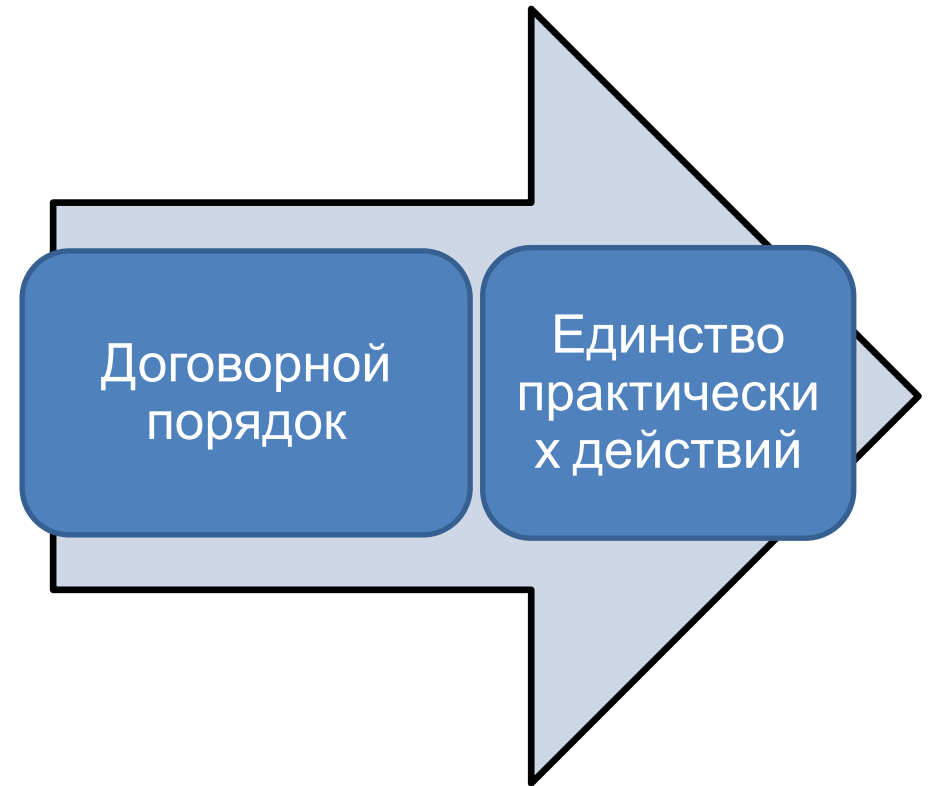 Договорной
порядок
Единство
практически
х действий